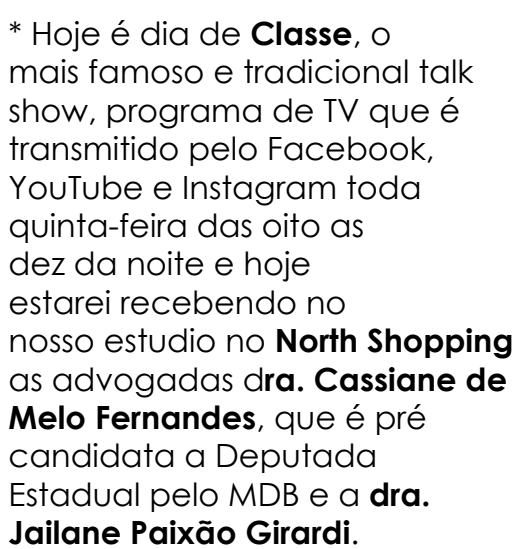 * Hoje é dia de Classe, o
mais famoso e tradicional talk
show, programa de TV que é
transmitido pelo Facebook,
YouTube e Instagram toda
quinta-feira das oito as
dez da noite e hoje
estarei recebendo no
nosso estudio no North Shopping
as advogadas dra. Cassiane de
Melo Fernandes, que é pré
candidata a Deputada
Estadual pelo MDB e a dra.
Jailane Paixão Girardi.